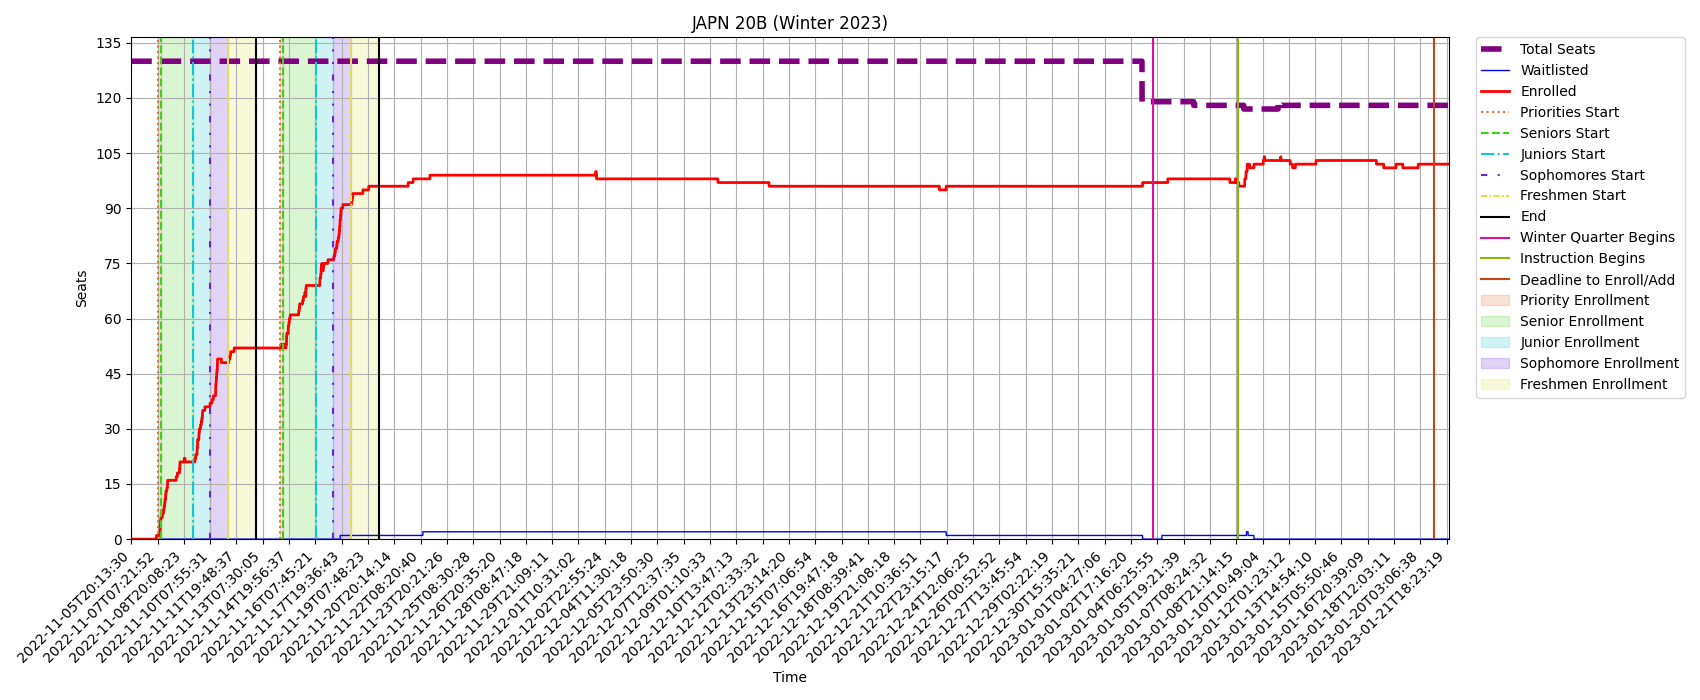 JAPN 20B (Winter 2023)
135
120
105
90
75
60
45
30
15
0
Seats
2022-11-05T20:13:30
2022-11-07T07:21:52
2022-11-08T20:08:23
2022-11-10T07:55:31
2022-11-11T19:48:37
2022-11-13T07:30:05
2022-11-14T19:56:37
2022-11-16T07:45:21
2022-11-17T19:36:43
2022-11-19T07:48:23
2022-11-20T20:14:14
2022-11-22T08:20:40
2022-11-23T20:21:26
2022-11-25T08:30:28
2022-11-26T20:35:20
2022-11-28T08:47:18
2022-11-29T21:09:11
2022-12-01T10:31:02
2022-12-02T22:55:24
2022-12-04T11:30:18
2022-12-05T23:50:30
2022-12-07T12:37:35
2022-12-09T01:10:33
2022-12-10T13:47:13
2022-12-12T02:33:32
2022-12-13T23:14:20
2022-12-15T07:06:54
2022-12-16T19:47:18
2022-12-18T08:39:41
2022-12-19T21:08:18
2022-12-21T10:36:51
2022-12-22T23:15:17
2022-12-24T12:06:25
2022-12-26T00:52:52
2022-12-27T13:45:54
2022-12-29T02:22:19
2022-12-30T15:35:21
2023-01-01T04:27:06
2023-01-02T17:16:20
2023-01-04T06:25:55
2023-01-05T19:21:39
2023-01-07T08:24:32
2023-01-08T21:14:15
2023-01-10T10:49:04
2023-01-12T01:23:12
2023-01-13T14:54:10
2023-01-15T05:50:46
2023-01-16T20:39:09
2023-01-18T12:03:11
2023-01-20T03:06:38
2023-01-21T18:23:19
Time
Total Seats
Waitlisted
Enrolled
Priorities Start
Seniors Start
Juniors Start
Sophomores Start
Freshmen Start
End
Winter Quarter Begins
Instruction Begins
Deadline to Enroll/Add
Priority Enrollment
Senior Enrollment
Junior Enrollment
Sophomore Enrollment
Freshmen Enrollment